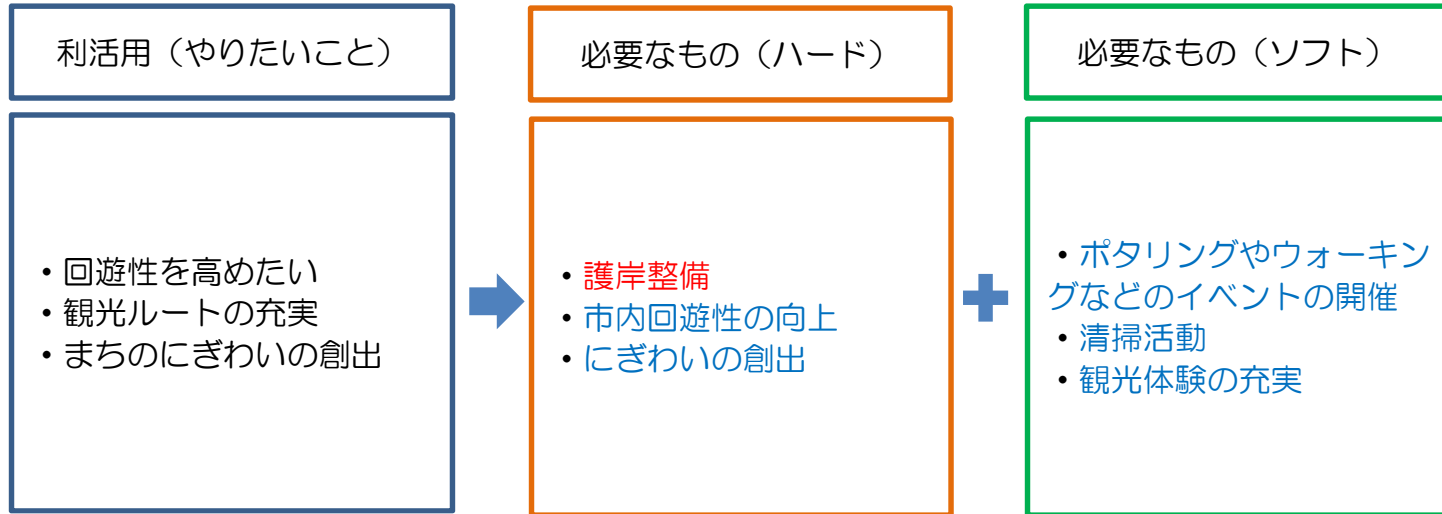 利活用（やりたいこと）
必要なもの（ハード）
必要なもの（ソフト）
・回遊性を高めたい
・観光ルートの充実
・まちのにぎわいの創出
・護岸整備
・市内回遊性の向上
・にぎわいの創出
・ポタリングやウォーキン
グなどのイベントの開催
・清掃活動
・観光体験の充実